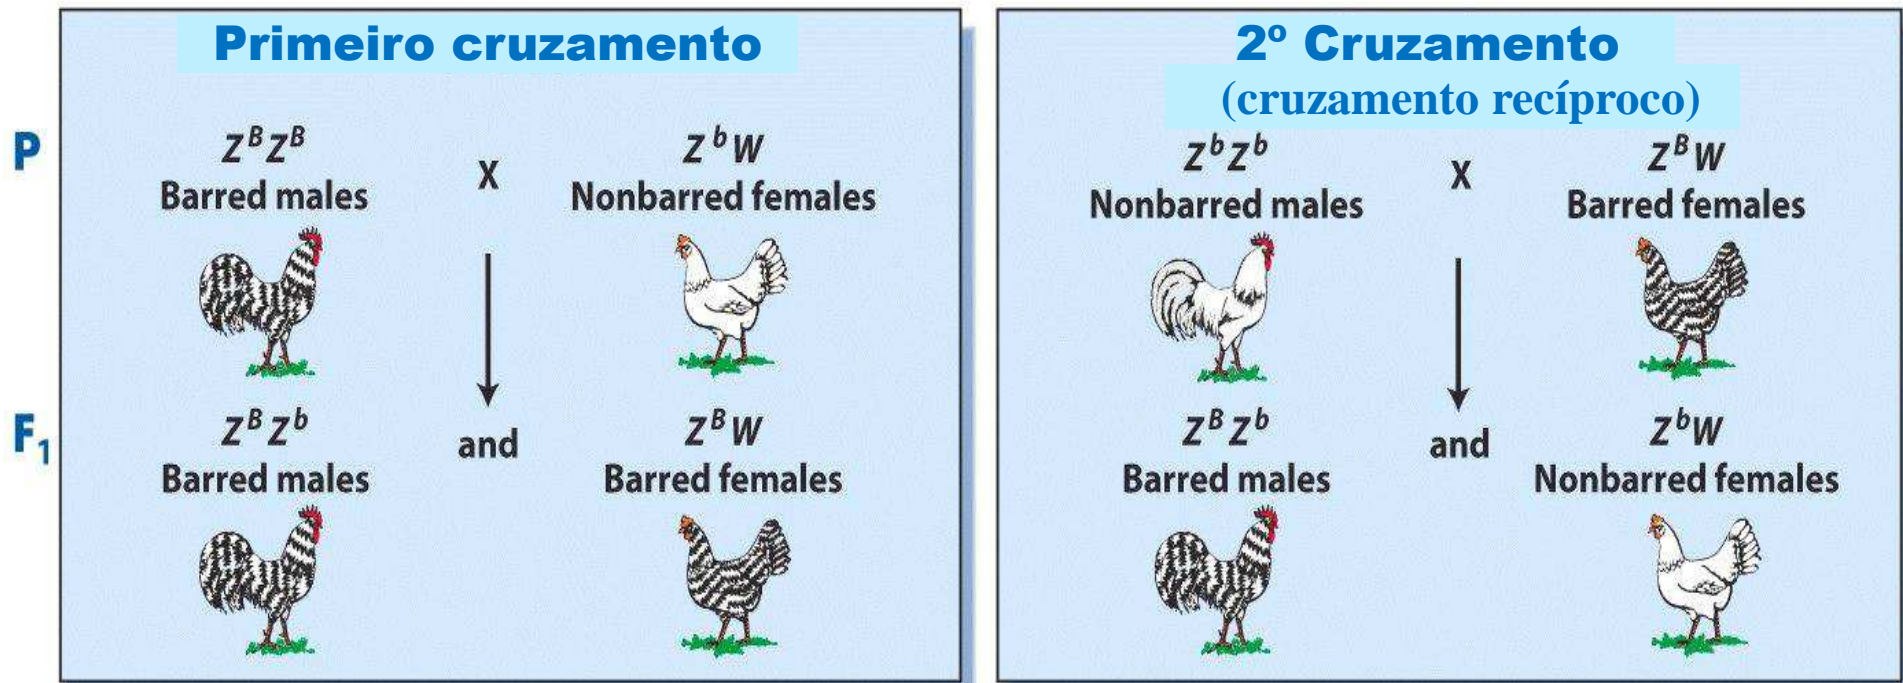 Primeiro cruzamento
P
Z^B Z^B
Barred males
X
Z^b W
Nonbarred females
F₁
Z^B Z^b
Barred males
and
Z^B W
Barred females
2º Cruzamento
(cruzamento recíproco)
Z^b Z^b
Nonbarred males
X
Z^B W
Barred females
Z^B Z^b
Barred males
and
Z^b W
Nonbarred females